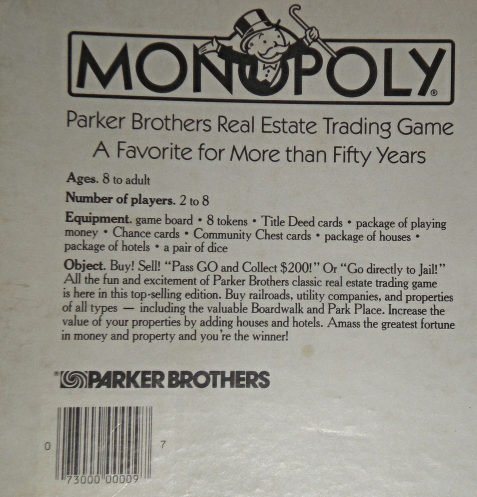 MONOPOLY®
Parker Brothers Real Estate Trading Game
A Favorite for More than Fifty Years
Ages. 8 to adult
Number of players. 2 to 8
Equipment. game board • 8 tokens • Title Deed cards • package of playing
money • Chance cards • Community Chest cards • package of houses •
package of hotels • a pair of dice
Object. Buy! Sell! “Pass GO and Collect $200!” Or “Go directly to Jail!”
All the fun and excitement of Parker Brothers classic real estate trading game
is here in this top-selling edition. Buy railroads, utility companies, and properties
of all types — including the valuable Boardwalk and Park Place. Increase the
value of your properties by adding houses and hotels. Amass the greatest fortune
in money and property and you're the winner!
PARKER BROTHERS
0 7
73000 00009